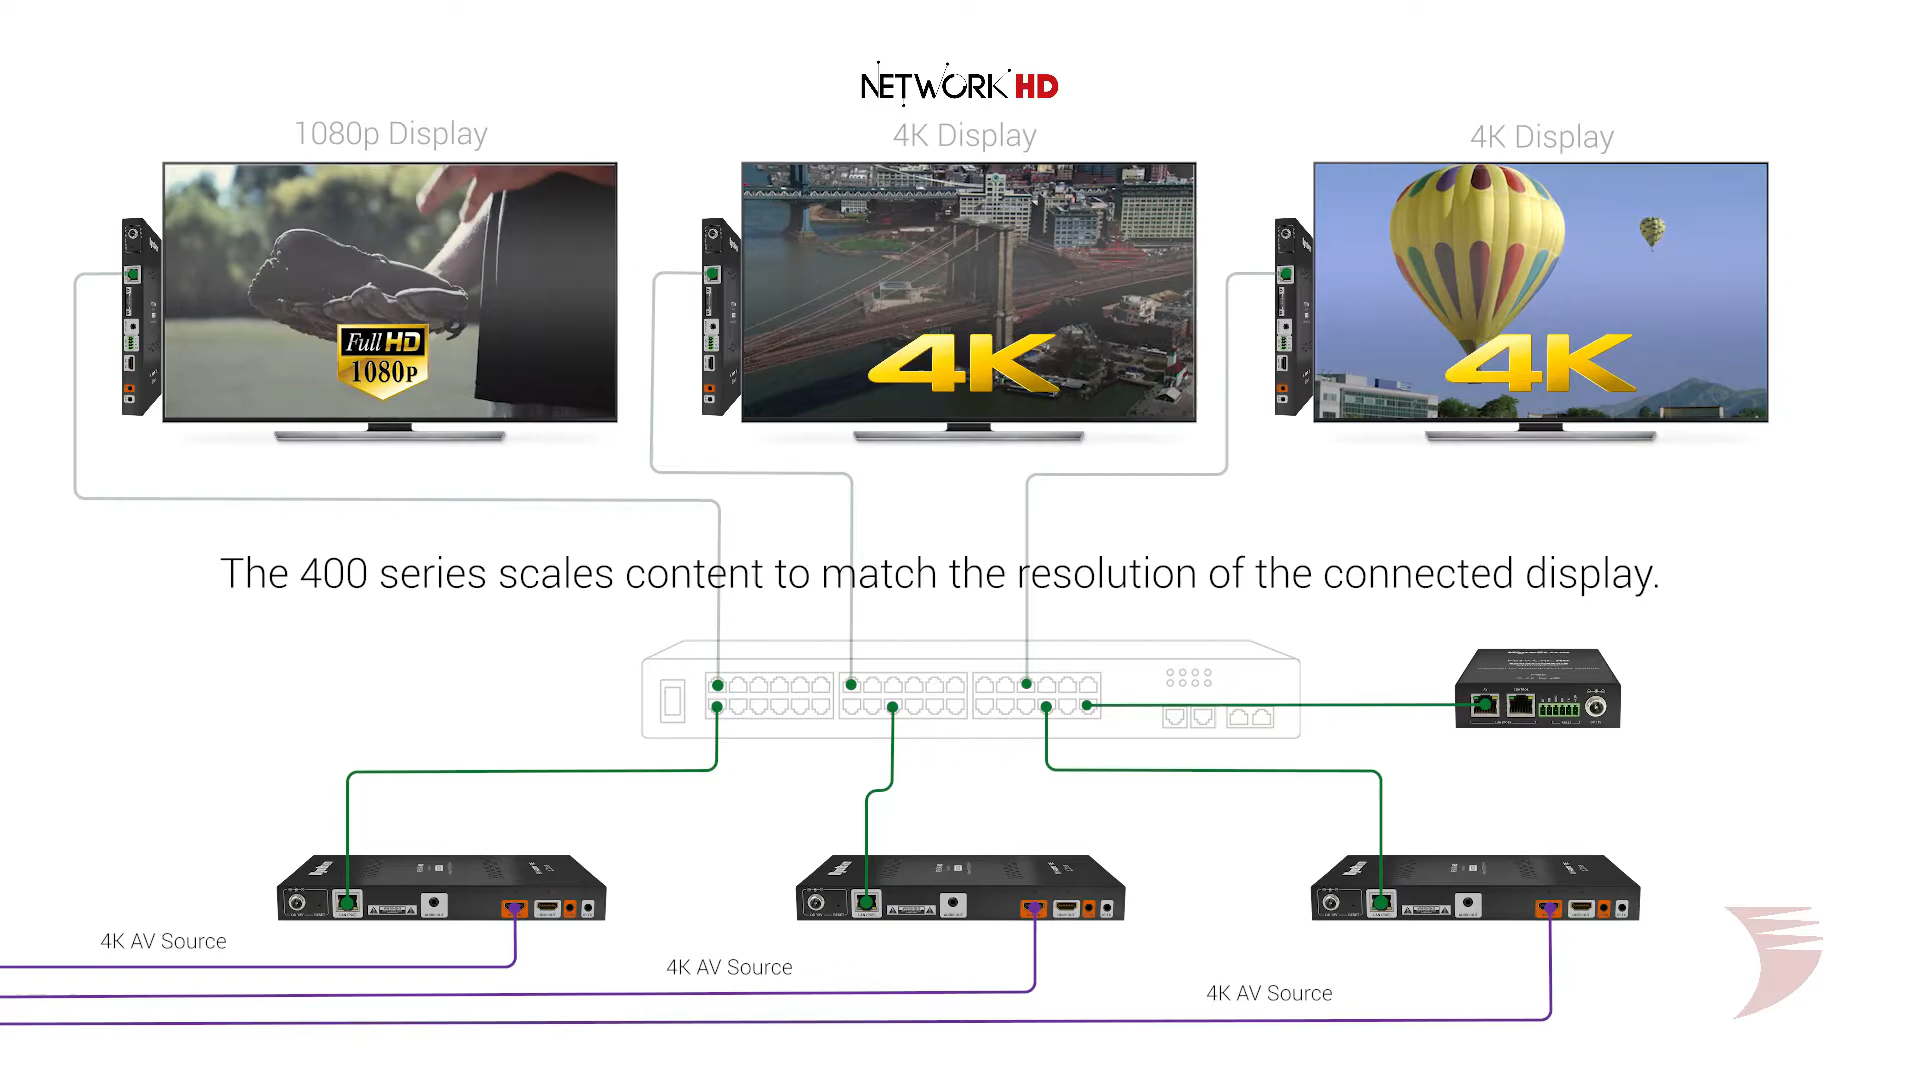 NETWORK HD
1080p Display
4K Display
4K Display
Full HD
1080P
4K
4K
The 400 series scales content to match the resolution of the connected display.
CONTROL
4K AV Source
4K AV Source
4K AV Source